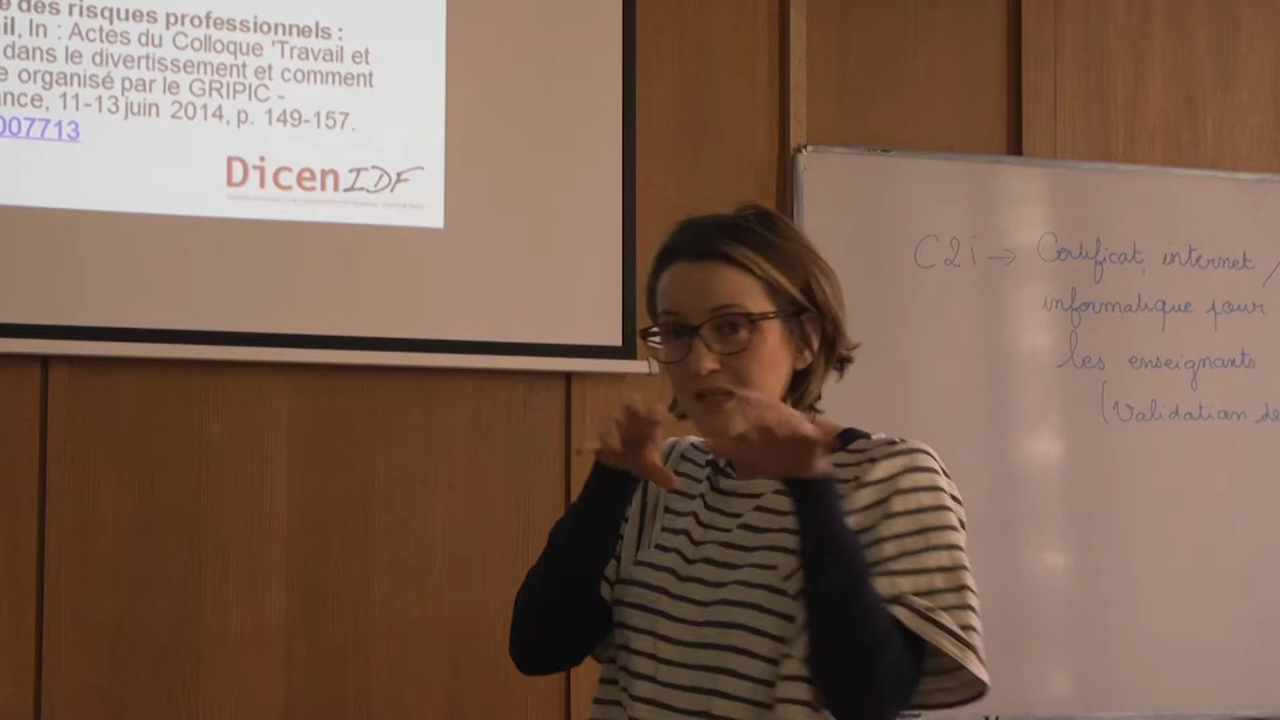 e des risques professionnels :
il, In : Actes du Colloque 'Travail et
dans le divertissement et comment
e organisé par le GRIPIC -
nce, 11-13 juin 2014, p. 149-157.
007713
DicenIDF
C2i → Certificat internet /
informatique pour
les enseignants
(Validation de